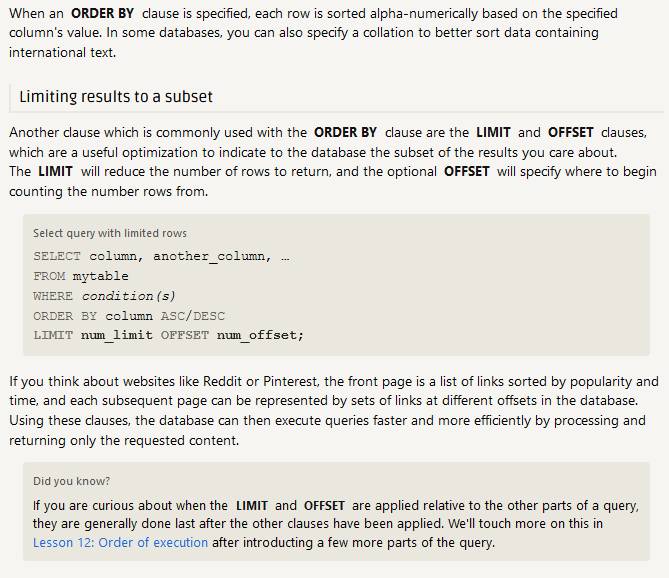 When an ORDER BY clause is specified, each row is sorted alpha-numerically based on the specified
column's value. In some databases, you can also specify a collation to better sort data containing
international text.
Limiting results to a subset
Another clause which is commonly used with the ORDER BY clause are the LIMIT and OFFSET clauses,
which are a useful optimization to indicate to the database the subset of the results you care about.
The LIMIT will reduce the number of rows to return, and the optional OFFSET will specify where to begin
counting the number rows from.
Select query with limited rows
SELECT column, another_column, …
FROM mytable
WHERE condition(s)
ORDER BY column ASC/DESC
LIMIT num_limit OFFSET num_offset;
If you think about websites like Reddit or Pinterest, the front page is a list of links sorted by popularity and
time, and each subsequent page can be represented by sets of links at different offsets in the database.
Using these clauses, the database can then execute queries faster and more efficiently by processing and
returning only the requested content.
Did you know?
If you are curious about when the LIMIT and OFFSET are applied relative to the other parts of a query,
they are generally done last after the other clauses have been applied. We'll touch more on this in
Lesson 12: Order of execution after introducting a few more parts of the query.